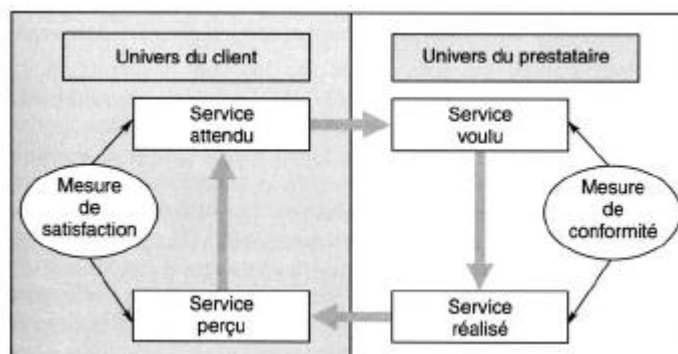 Univers du client
Univers du prestataire
Service
attendu
Service
voulu
Mesure
de
satisfaction
Mesure
de
conformité
Service
perçu
Service
réalisé